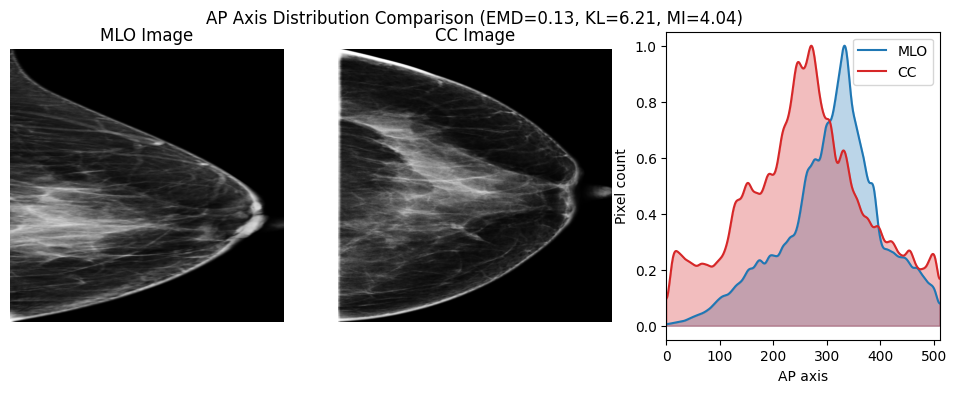 AP Axis Distribution Comparison (EMD=0.13, KL=6.21, MI=4.04)
MLO Image
CC Image
MLO
CC
Pixel count
1.0
0.8
0.6
0.4
0.2
0.0
0 100 200 300 400 500
AP axis